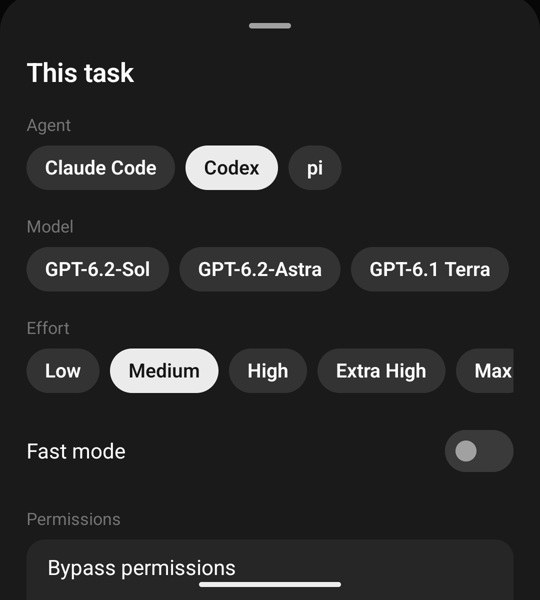 This task
Agent
Claude Code Codex pi
Model
GPT-6.2-Sol GPT-6.2-Astra GPT-6.1 Terra
Effort
Low Medium High Extra High Max
Fast mode
Permissions
Bypass permissions